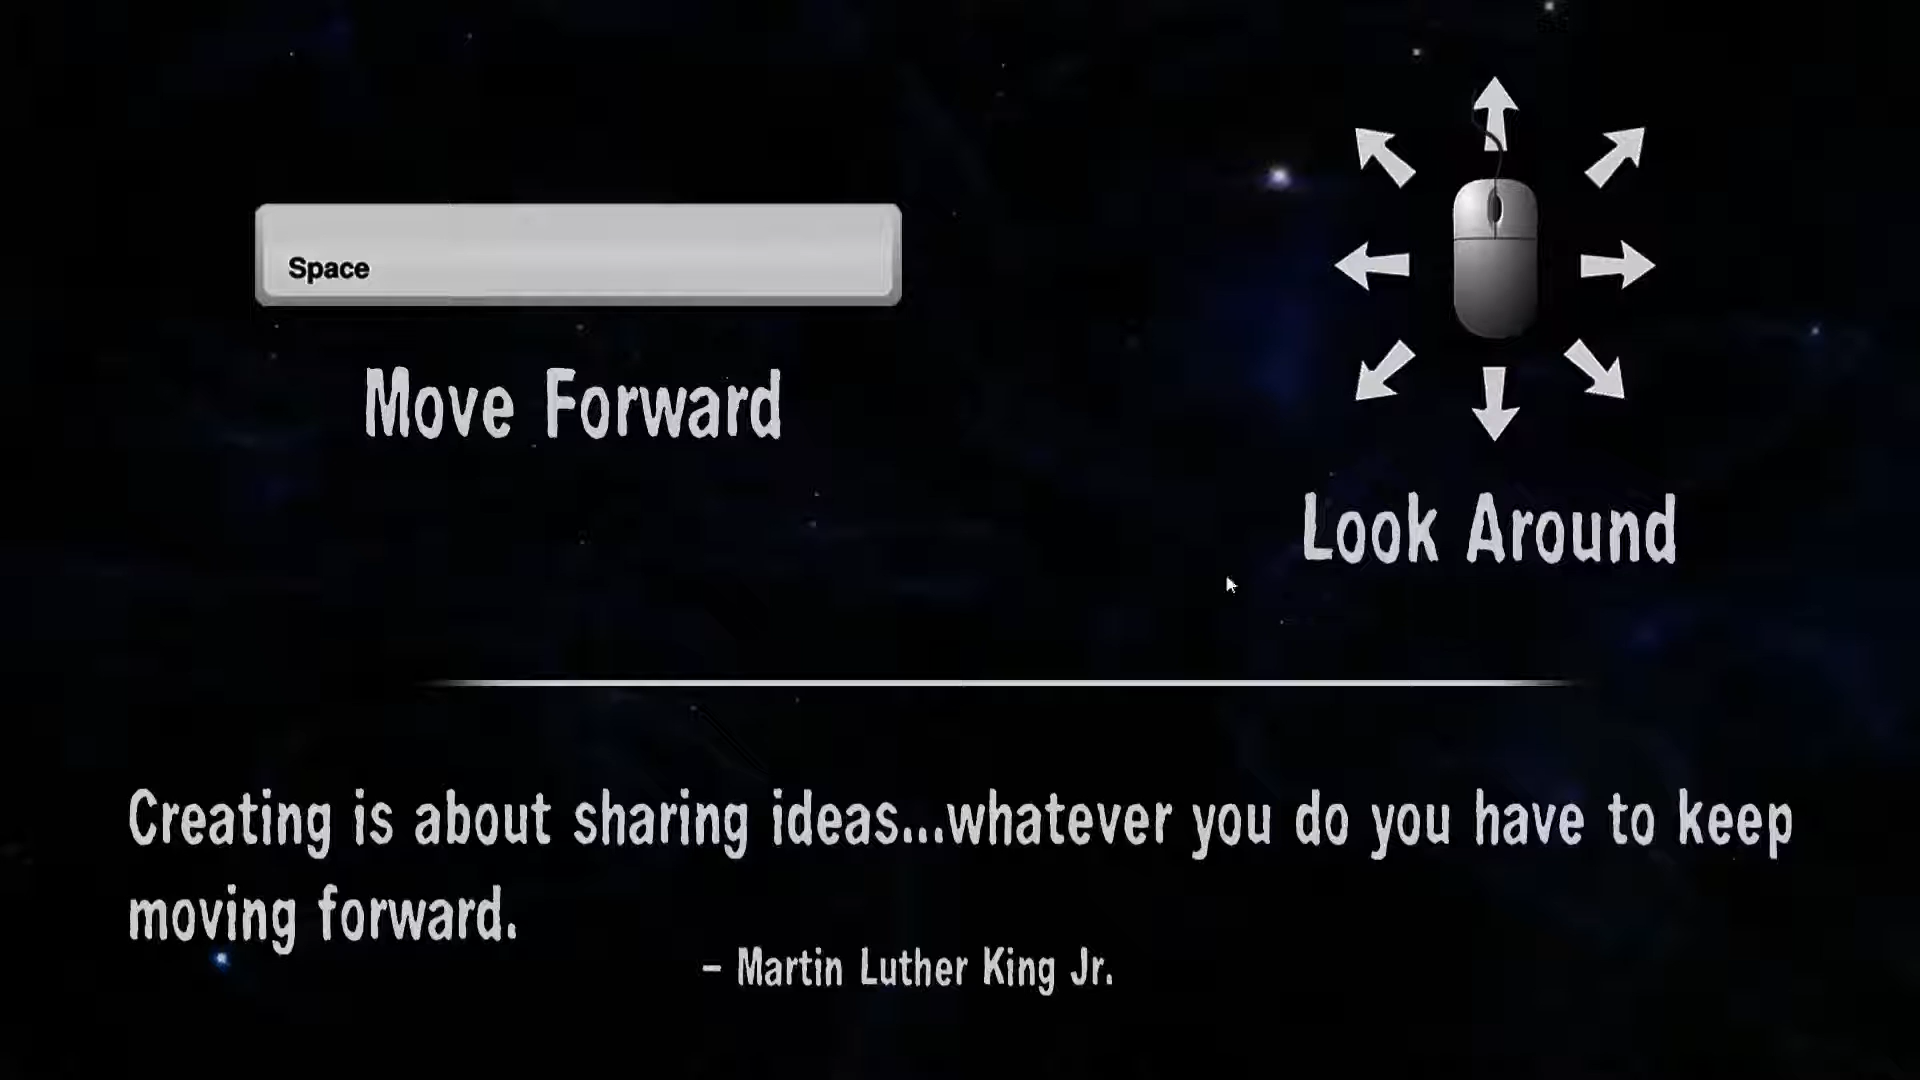 Space
Move Forward
Look Around
Creating is about sharing ideas...whatever you do you have to keep
moving forward.
– Martin Luther King Jr.